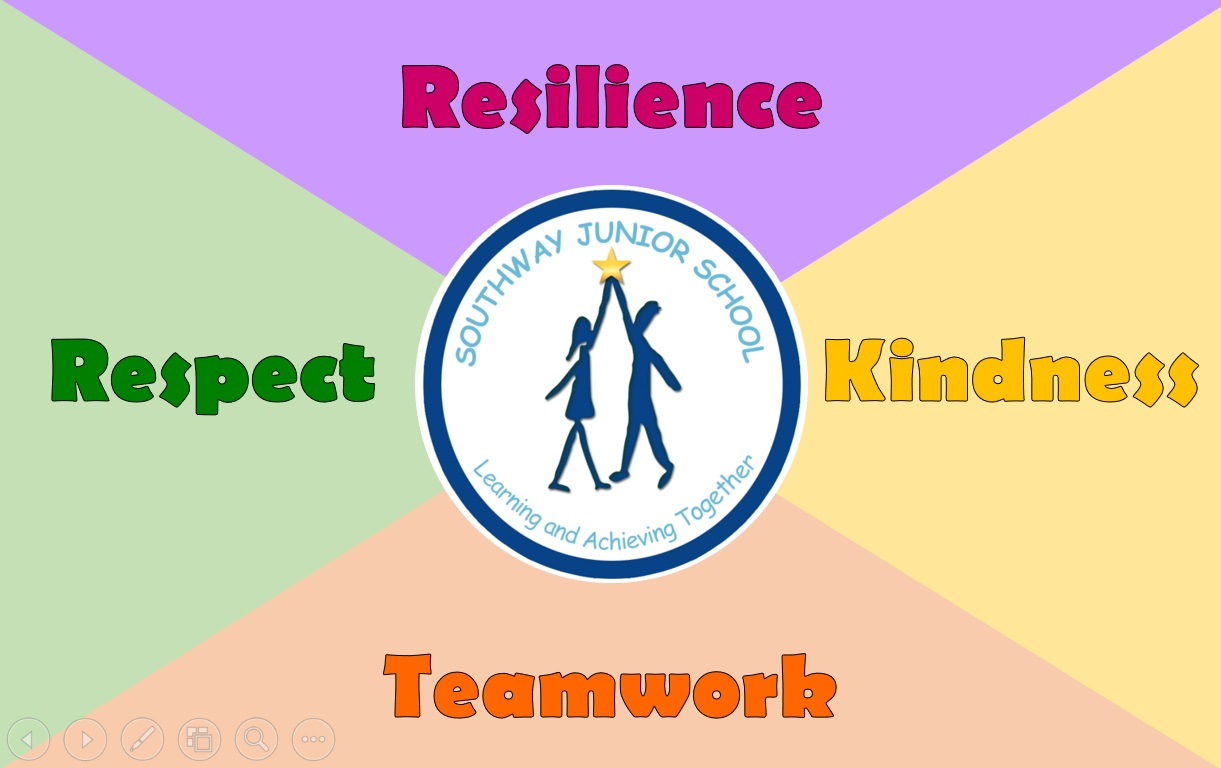 Resilience
SOUTHWAY JUNIOR SCHOOL
Respect
Kindness
Learning and Achieving Together
Teamwork